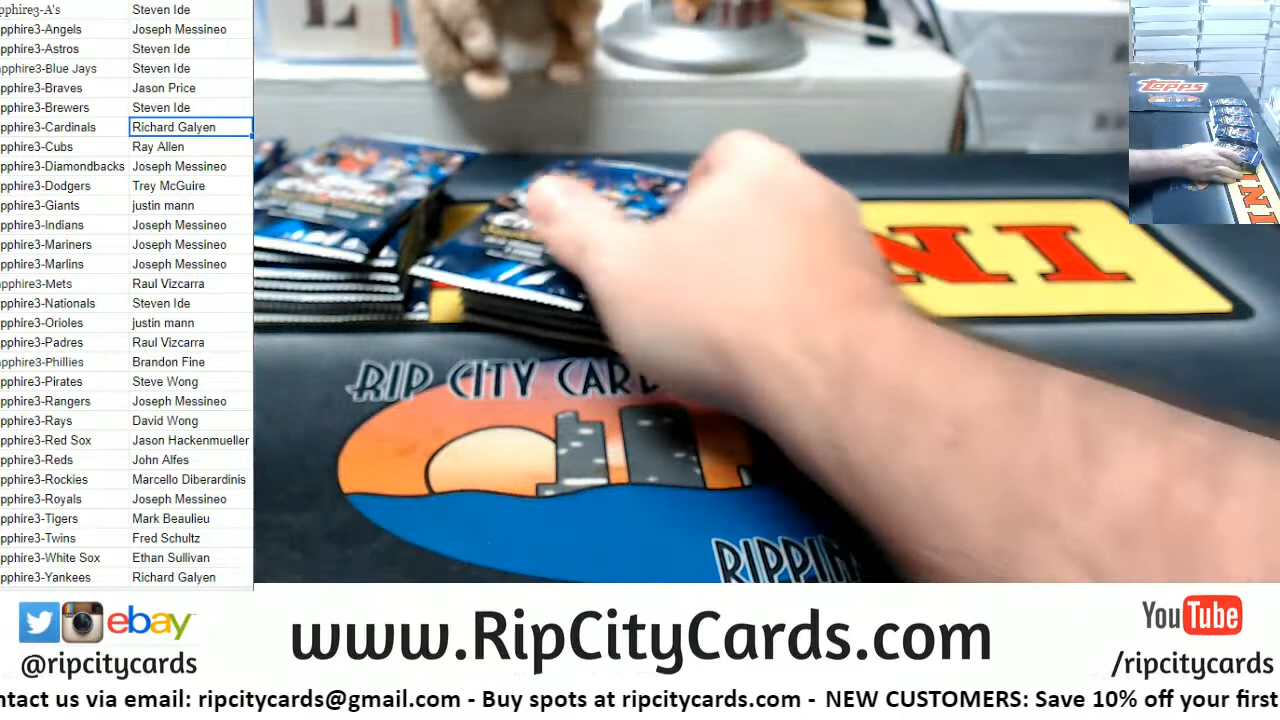 pphire3-A's Steven Ide
pphire3-Angels Joseph Messineo
pphire3-Astros Steven Ide
apphire3-Blue Jays Steven Ide
pphire3-Braves Jason Price
pphire3-Brewers Steven Ide
pphire3-Cardinals Richard Galyen
pphire3-Cubs Ray Allen
pphire3-Diamondbacks Joseph Messineo
pphire3-Dodgers Trey McGuire
pphire3-Giants justin mann
pphire3-Indians Joseph Messineo
pphire3-Mariners Joseph Messineo
pphire3-Marlins Joseph Messineo
pphire3-Mets Raul Vizcarra
pphire3-Nationals Steven Ide
pphire3-Orioles justin mann
pphire3-Padres Raul Vizcarra
apphire3-Phillies Brandon Fine
pphire3-Pirates Steve Wong
pphire3-Rangers Joseph Messineo
pphire3-Rays David Wong
pphire3-Red Sox Jason Hackenmueller
pphire3-Reds John Alfes
pphire3-Rockies Marcello Diberardinis
pphire3-Royals Joseph Messineo
pphire3-Tigers Mark Beaulieu
pphire3-Twins Fred Schultz
pphire3-White Sox Ethan Sullivan
pphire3-Yankees Richard Galyen
topps
NI
RIP CITY CAR
RIPPIN
ebay
@ripcitycards
www.RipCityCards.com
YouTube
/ripcitycards
ntact us via email: ripcitycards@gmail.com - Buy spots at ripcitycards.com - NEW CUSTOMERS: Save 10% off your first